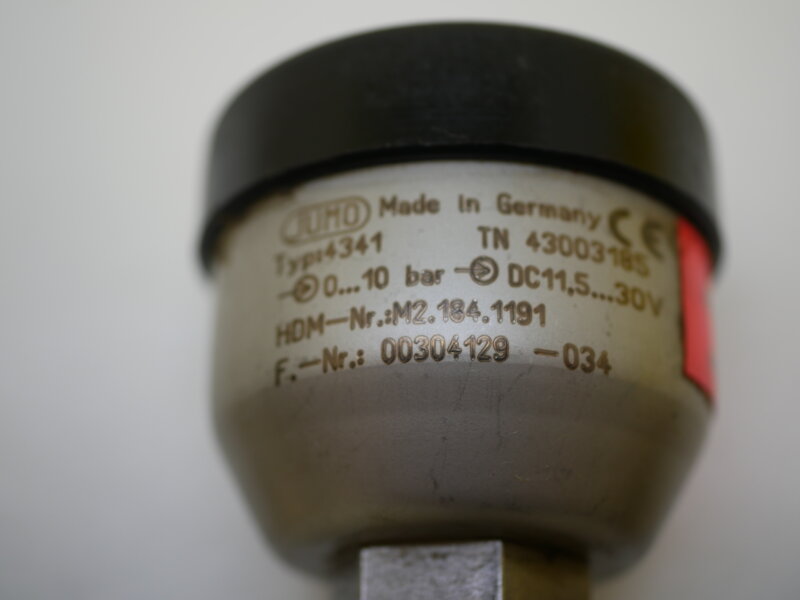 JUMO Made in Germany CE
Typ:4341 TN 43003185
0...10 bar DC11,5...30V
HDM-Nr.:M2.184.1191
F.-Nr.: 00304129 -034